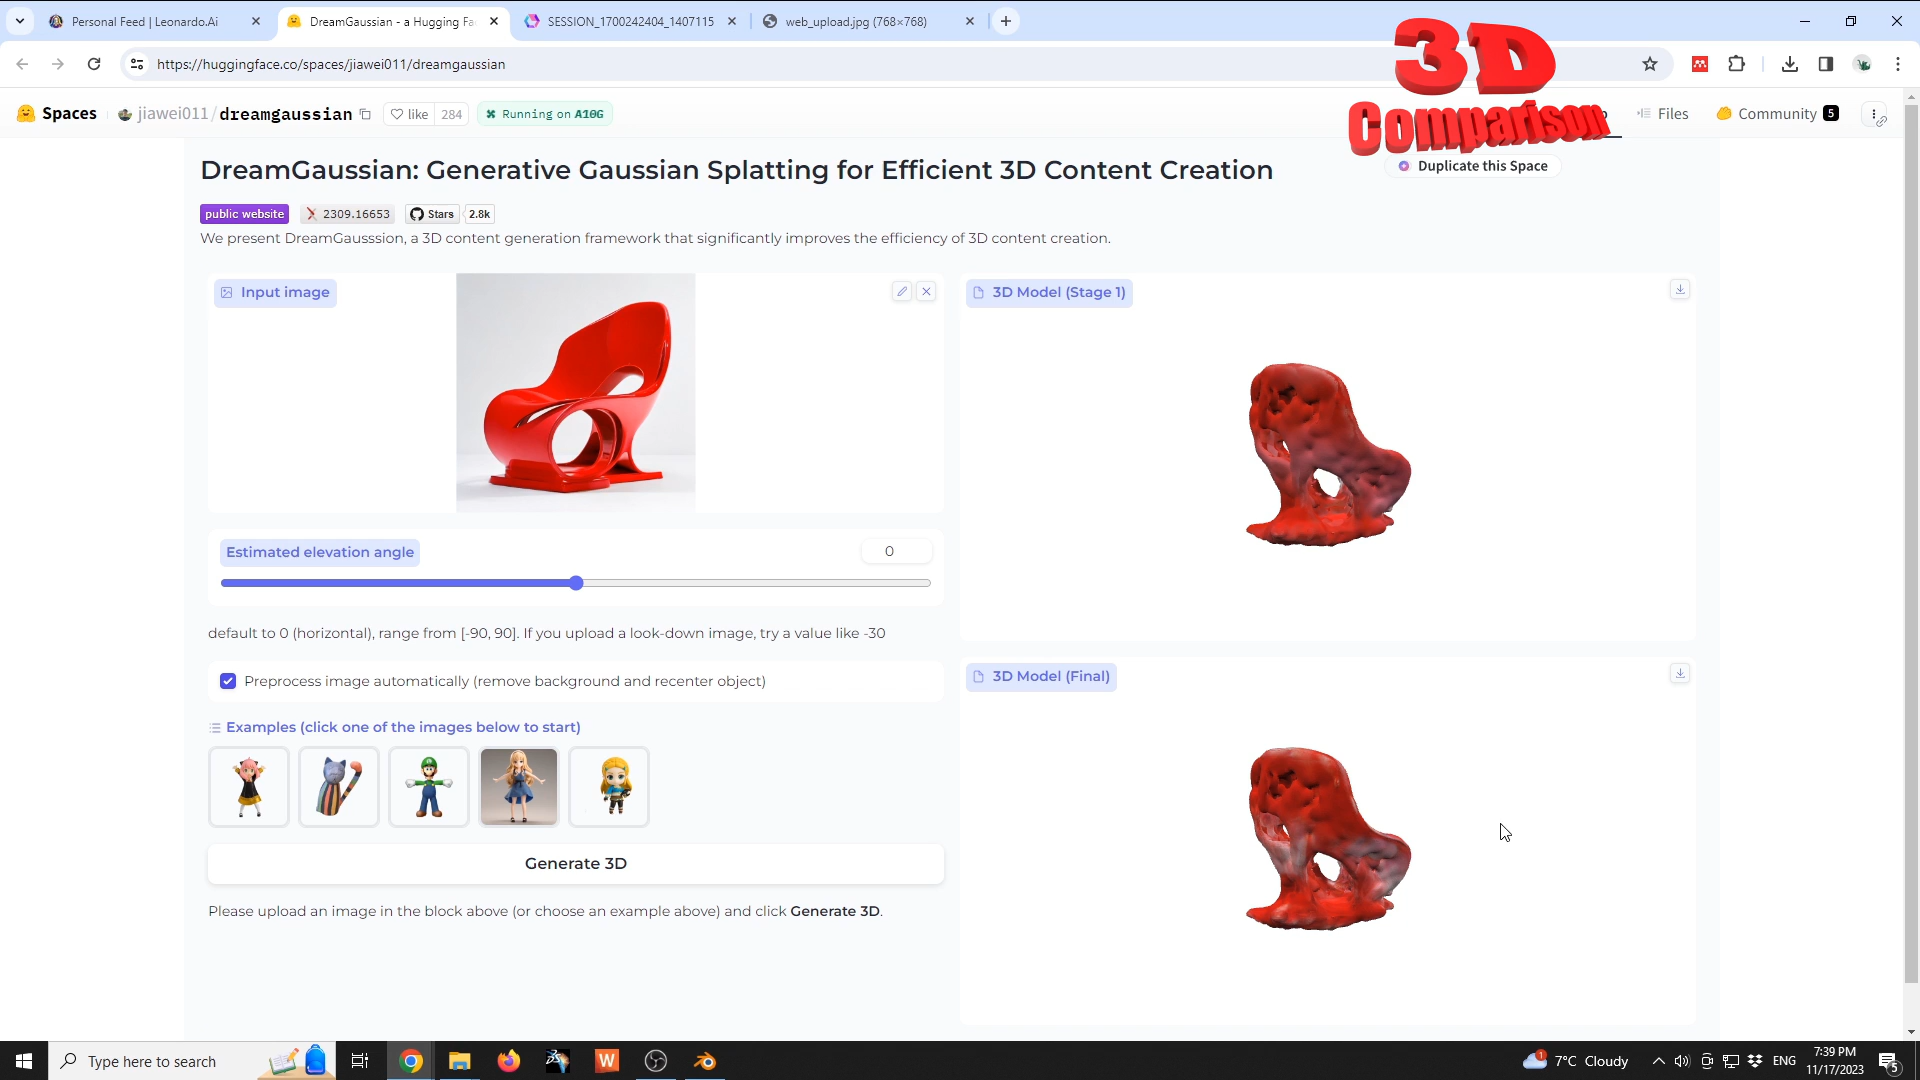 Personal Feed | Leonardo.Ai
DreamGaussian - a Hugging Fa
SESSION_1700242404_1407115
web_upload.jpg (768×768)
https://huggingface.co/spaces/jiawei011/dreamgaussian
3D
Comparison
Spaces
jiawei011/dreamgaussian
like 284
Running on A10G
Files
Community 5
DreamGaussian: Generative Gaussian Splatting for Efficient 3D Content Creation
Duplicate this Space
public website
2309.16653
Stars 2.8k
We present DreamGausssion, a 3D content generation framework that significantly improves the efficiency of 3D content creation.
Input image
3D Model (Stage 1)
Estimated elevation angle
0
default to 0 (horizontal), range from [-90, 90]. If you upload a look-down image, try a value like -30
Preprocess image automatically (remove background and recenter object)
3D Model (Final)
Examples (click one of the images below to start)
Generate 3D
Please upload an image in the block above (or choose an example above) and click Generate 3D.
Type here to search
W
1
7°C Cloudy
ENG
7:39 PM
11/17/2023
5